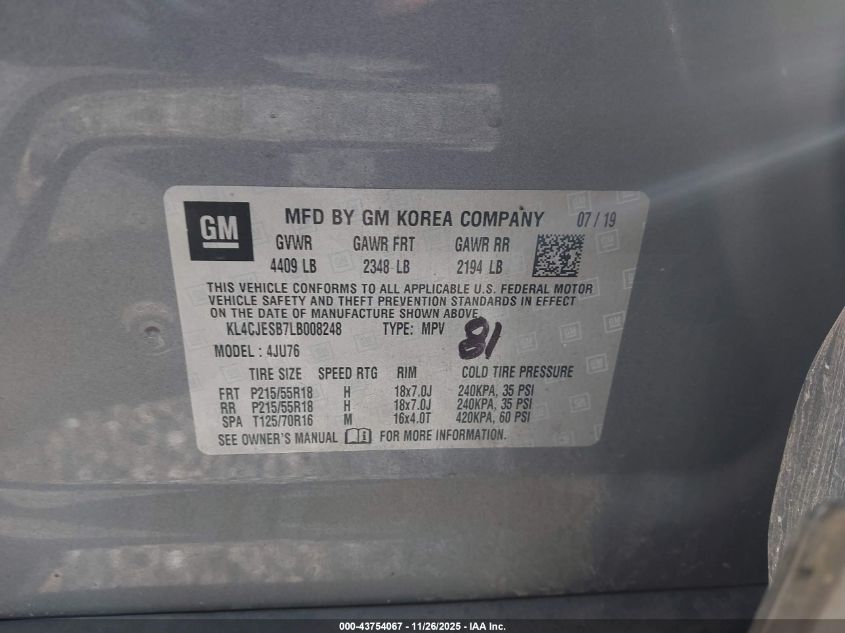 GM
MFD BY GM KOREA COMPANY 07/19
GVWR GAWR FRT GAWR RR
4409 LB 2348 LB 2194 LB
THIS VEHICLE CONFORMS TO ALL APPLICABLE U.S. FEDERAL MOTOR
VEHICLE SAFETY AND THEFT PREVENTION STANDARDS IN EFFECT
ON THE DATE OF MANUFACTURE SHOWN ABOVE.
KL4CJESB7LB008248 TYPE: MPV 81
MODEL : 4JU76
TIRE SIZE SPEED RTG RIM COLD TIRE PRESSURE
FRT P215/55R18 H 18x7.0J 240KPA, 35 PSI
RR P215/55R18 H 18x7.0J 240KPA, 35 PSI
SPA T125/70R16 M 16x4.0T 420KPA, 60 PSI
SEE OWNER'S MANUAL FOR MORE INFORMATION.
000-43754067 - 11/26/2025 - IAA Inc.